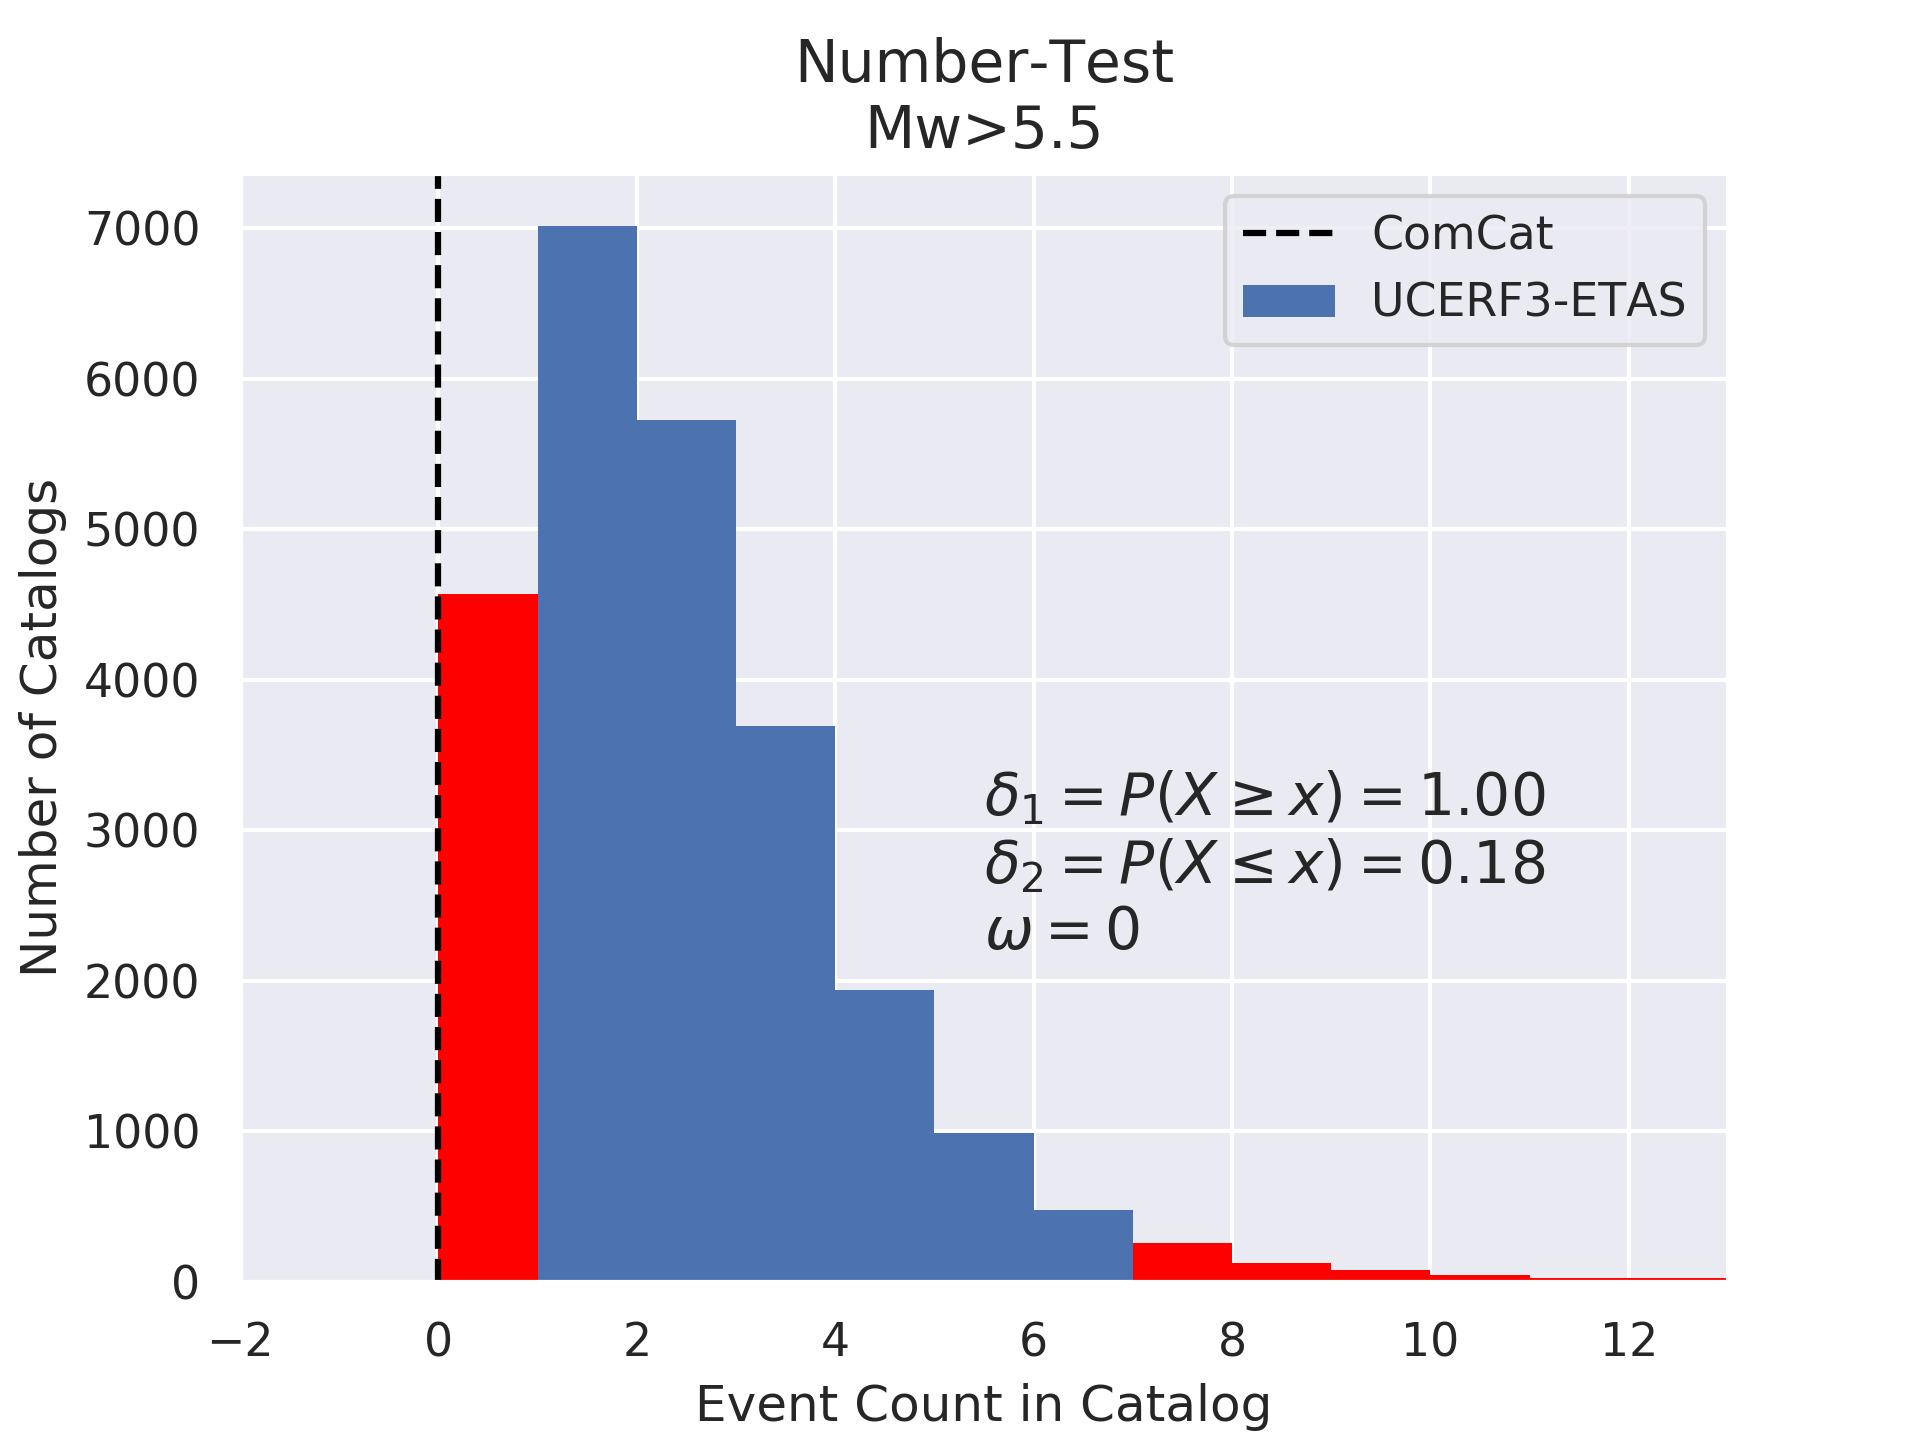 Number-Test
Mw>5.5
ComCat
UCERF3-ETAS
7000
6000
5000
4000
3000
2000
1000
0
Number of Catalogs
δ₁ = P(X ≥ x) = 1.00
δ₂ = P(X ≤ x) = 0.18
ω = 0
−2 0 2 4 6 8 10 12
Event Count in Catalog